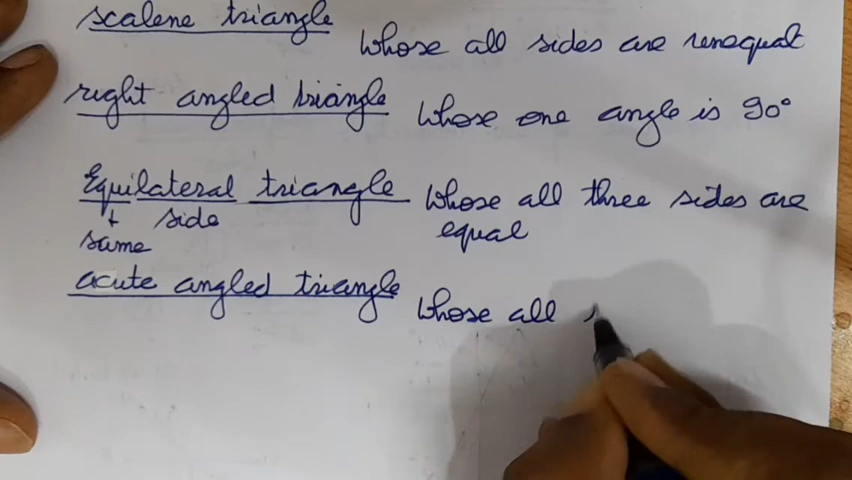 scalene triangle whose all sides are unequal
right angled triangle whose one angle is 90°
Equilateral triangle whose all three sides are
side equal
same
acute angled triangle whose all